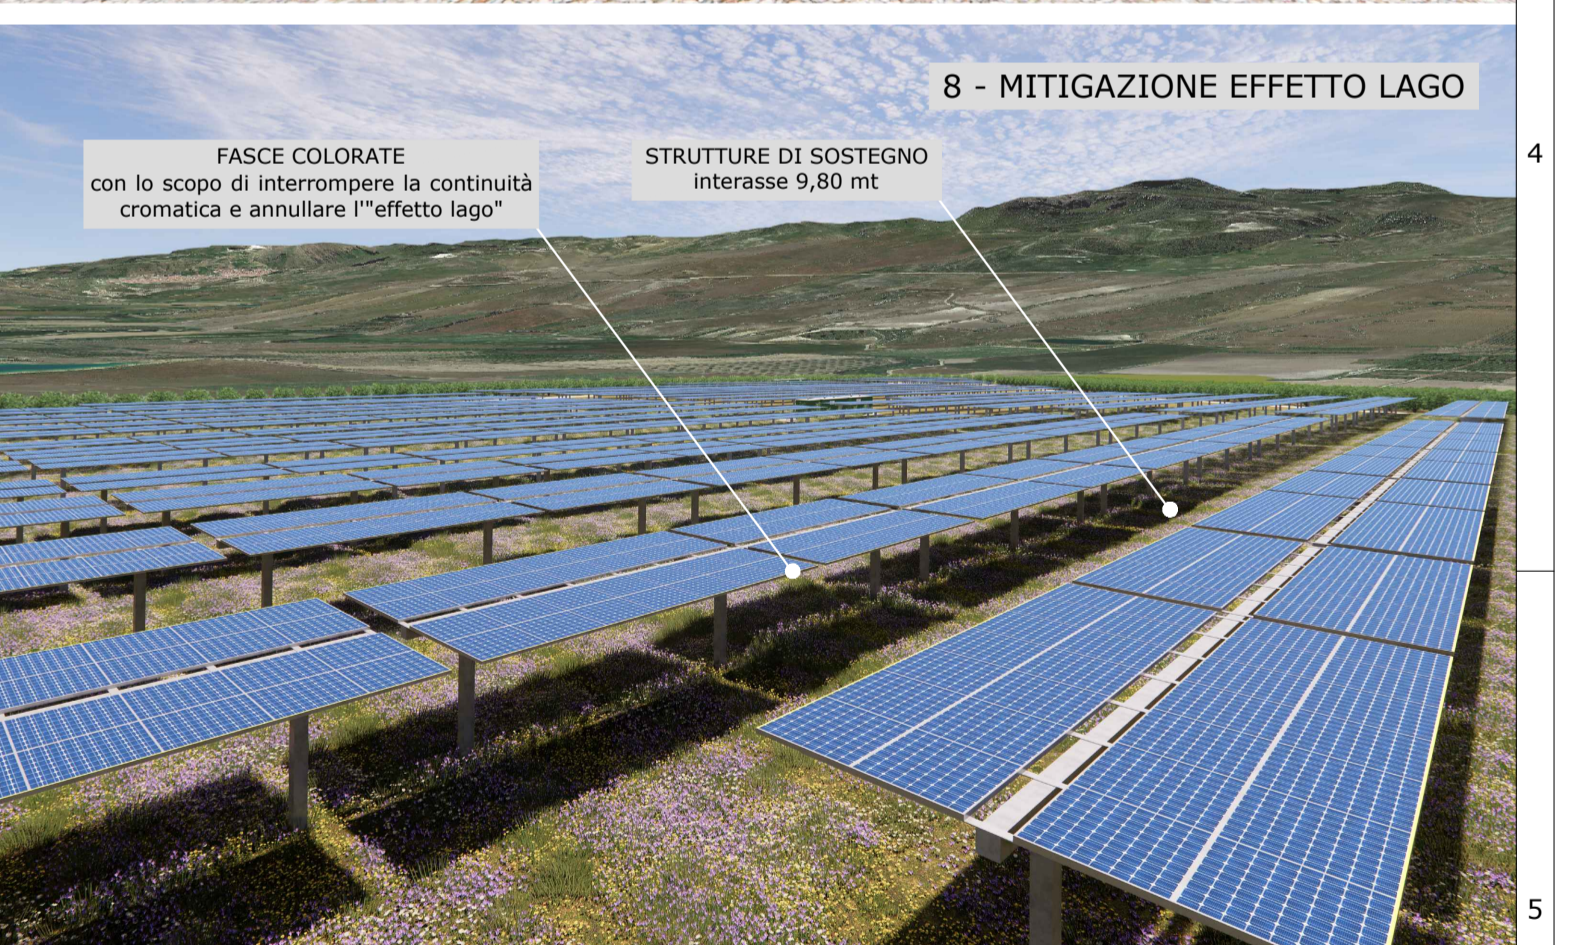 8 - MITIGAZIONE EFFETTO LAGO
FASCE COLORATE
con lo scopo di interrompere la continuità
cromatica e annullare l'"effetto lago"
STRUTTURE DI SOSTEGNO
interasse 9,80 mt
4
5